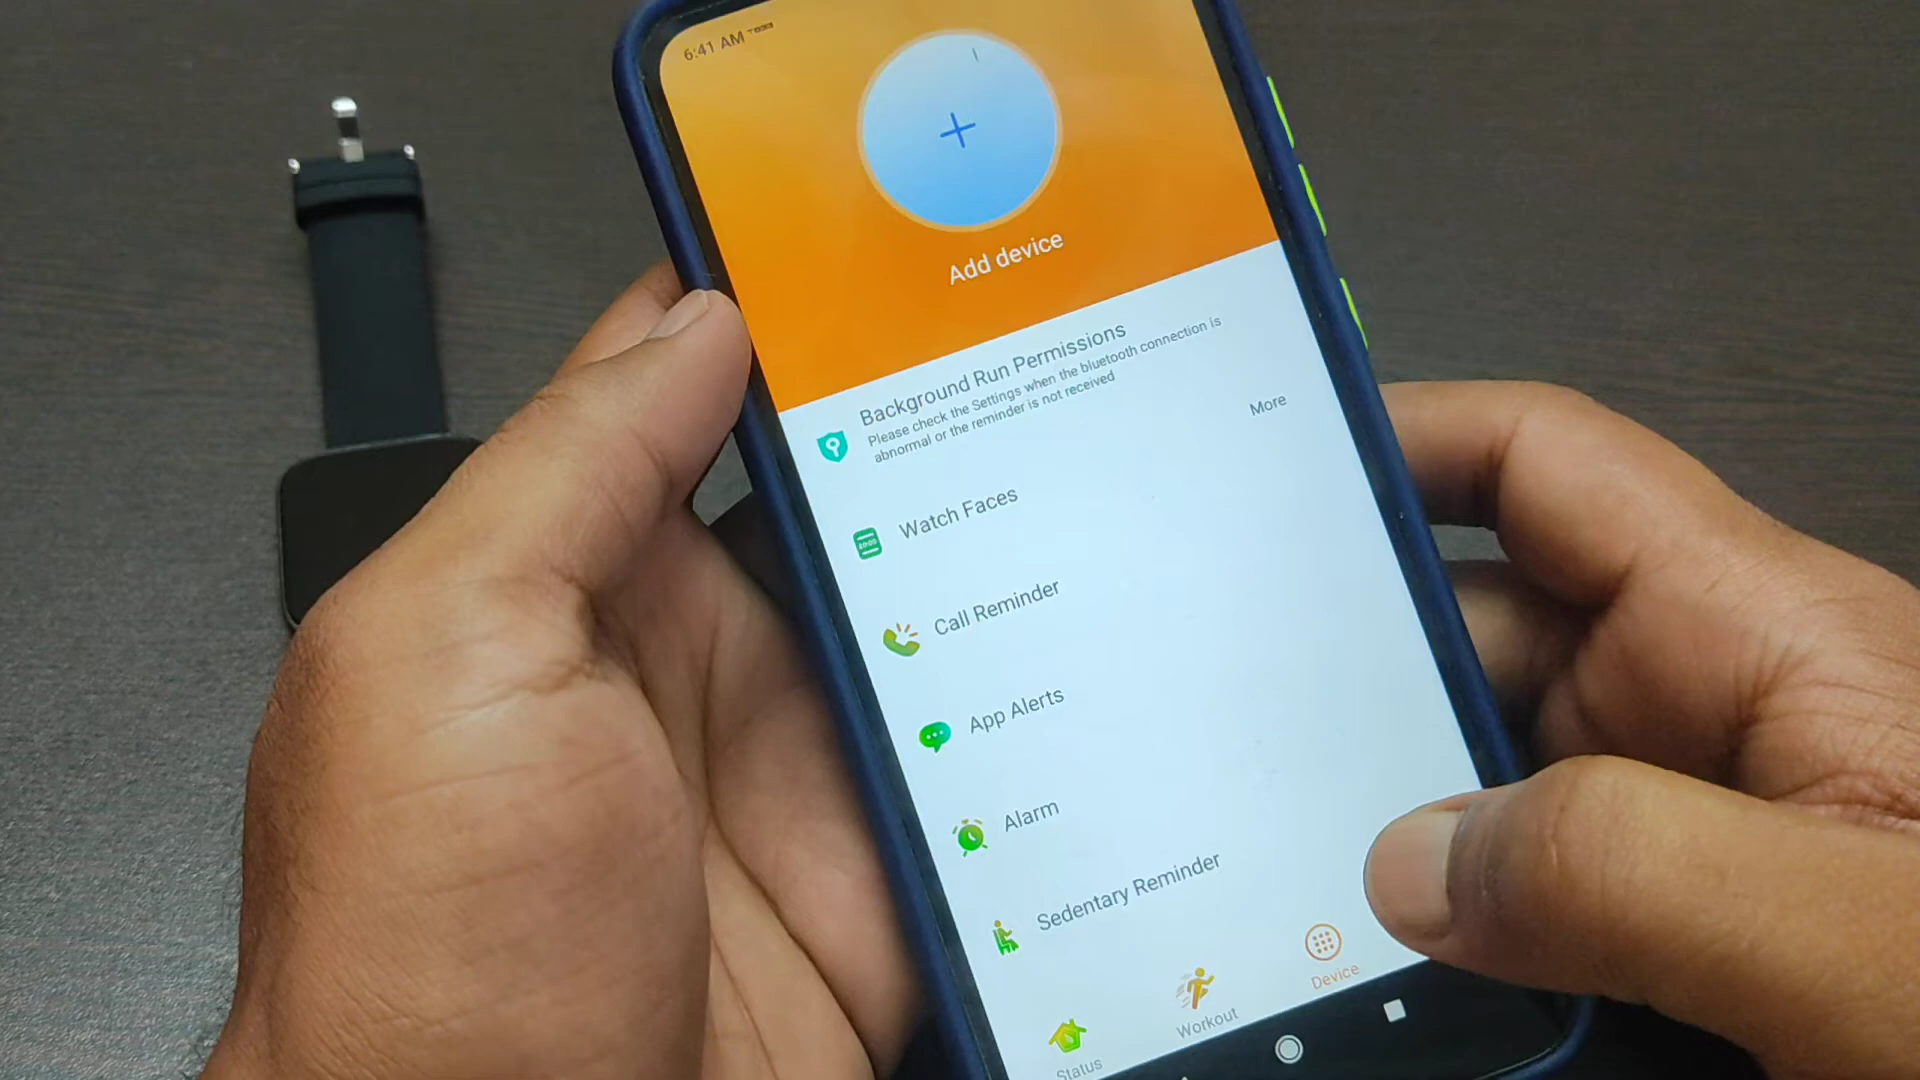 6:41 AM
Add device
Background Run Permissions
Please check the Settings when the bluetooth connection is
abnormal or the reminder is not received
More
Watch Faces
Call Reminder
App Alerts
Alarm
Sedentary Reminder
Status
Workout
Device